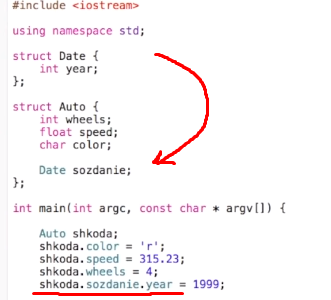 #include <iostream>
using namespace std;
struct Date {
int year;
};
struct Auto {
int wheels;
float speed;
char color;
Date sozdanie;
};
int main(int argc, const char * argv[]) {
Auto shkoda;
shkoda.color = 'r';
shkoda.speed = 315.23;
shkoda.wheels = 4;
shkoda.sozdanie.year = 1999;